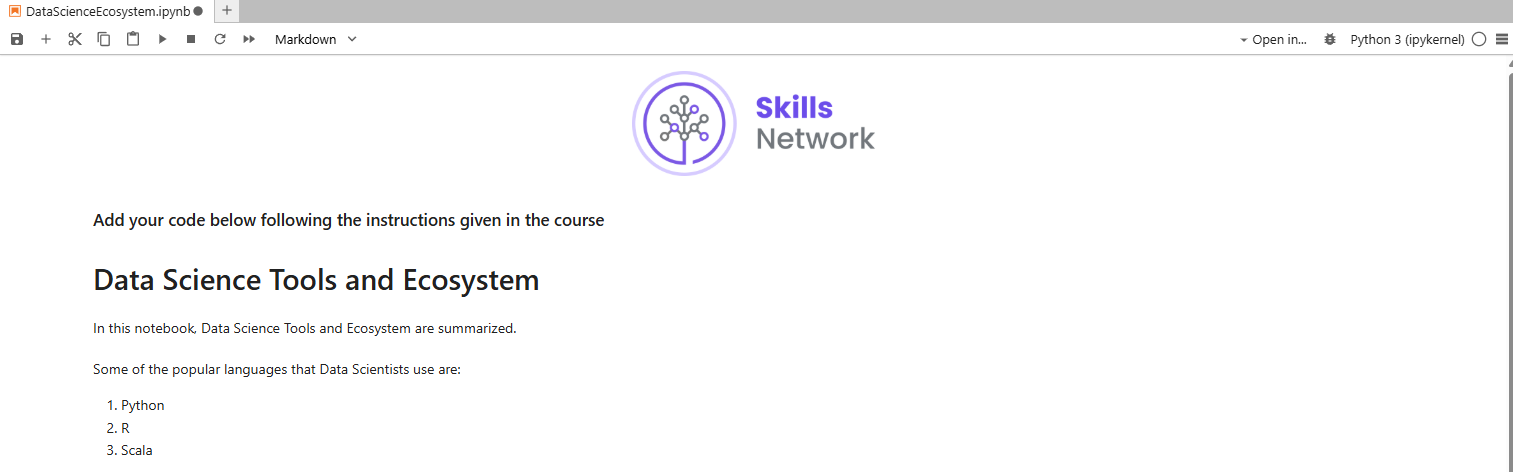 DataScienceEcosystem.ipynb
Markdown
Open in...
Python 3 (ipykernel)
Skills
Network
Add your code below following the instructions given in the course
Data Science Tools and Ecosystem
In this notebook, Data Science Tools and Ecosystem are summarized.
Some of the popular languages that Data Scientists use are:
1. Python
2. R
3. Scala